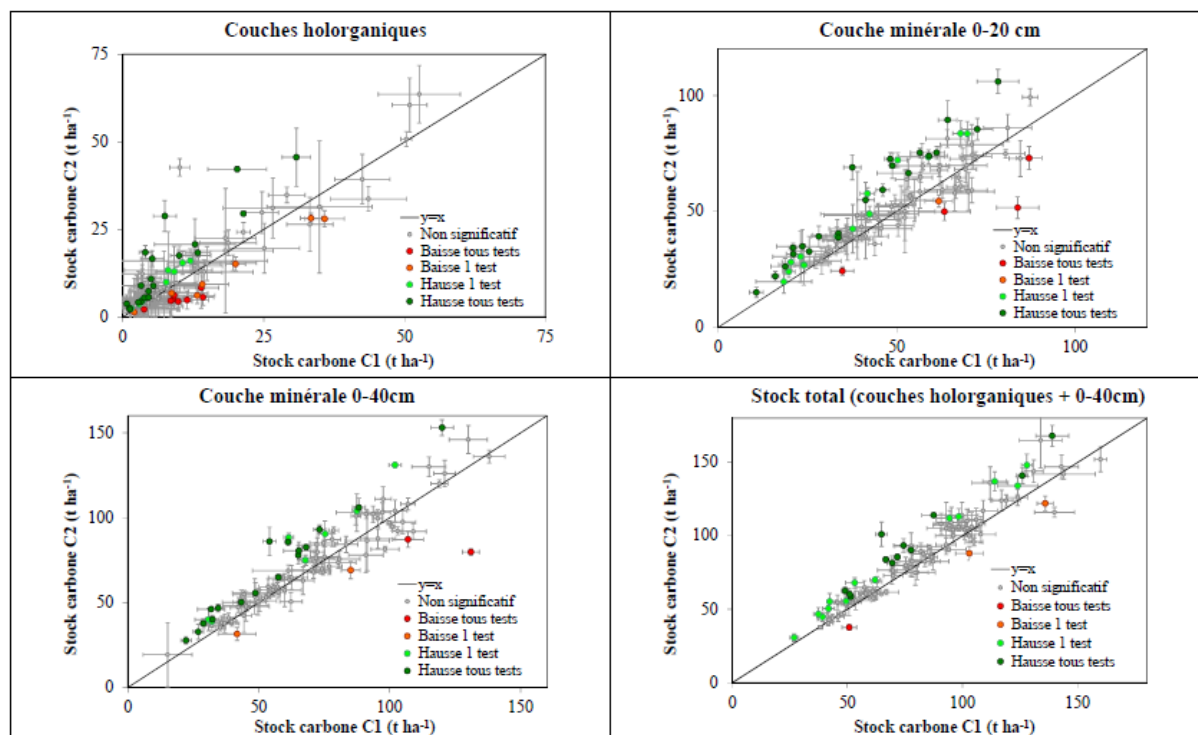 Couches holorganiques
75
50
25
0
0
25
50
75
Stock carbone C2 (t ha-1)
Stock carbone C1 (t ha-1)
y=x
Non significatif
Baisse tous tests
Baisse 1 test
Hausse 1 test
Hausse tous tests
Couche minérale 0-20 cm
100
50
0
0
50
100
Stock carbone C2 (t ha-1)
Stock carbone C1 (t ha-1)
y=x
Non significatif
Baisse tous tests
Baisse 1 test
Hausse 1 test
Hausse tous tests
Couche minérale 0-40cm
150
100
50
0
0
50
100
150
Stock carbone C2 (t ha-1)
Stock carbone C1 (t ha-1)
y=x
Non significatif
Baisse tous tests
Baisse 1 test
Hausse 1 test
Hausse tous tests
Stock total (couches holorganiques + 0-40cm)
150
100
50
0
0
50
100
150
Stock carbone C2 (t ha-1)
Stock carbone C1 (t ha-1)
y=x
Non significatif
Baisse tous tests
Baisse 1 test
Hausse 1 test
Hausse tous tests